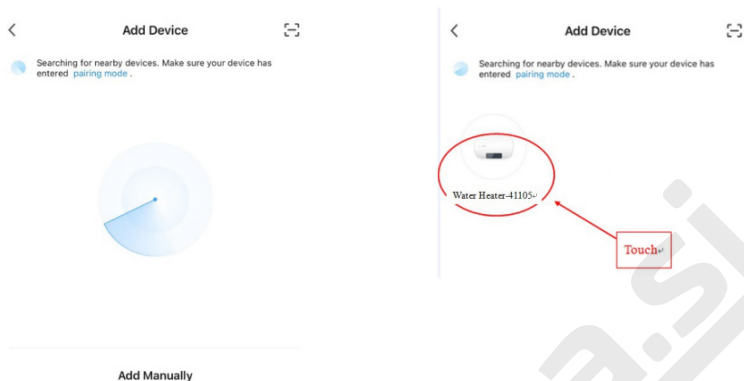 Add Device
Searching for nearby devices. Make sure your device has
entered pairing mode .
Add Manually
Add Device
Searching for nearby devices. Make sure your device has
entered pairing mode .
Water Heater-41105
Touch